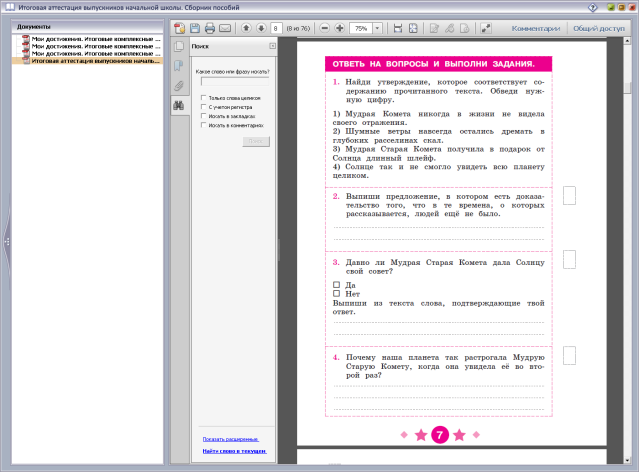 Итоговая аттестация выпускников начальной школы. Сборник пособий
8
(8 из 76)
75%
Комментарии
Общий доступ
Документы
Мои достижения. Итоговые комплексные ...
Мои достижения. Итоговые комплексные ...
Мои достижения. Итоговые комплексные ...
Итоговая аттестация выпускников началь...
Поиск
Какое слово или фразу искать?
Только слова целиком
С учетом регистра
Искать в закладках
Искать в комментариях
Поиск
Показать расширенные
Найти слово в текущем
ОТВЕТЬ НА ВОПРОСЫ И ВЫПОЛНИ ЗАДАНИЯ.
1. Найди утверждение, которое соответствует со-
держанию прочитанного текста. Обведи нуж-
ную цифру.
1) Мудрая Комета никогда в жизни не видела
своего отражения.
2) Шумные ветры навсегда остались дремать в
глубоких расселинах скал.
3) Мудрая Старая Комета получила в подарок от
Солнца длинный шлейф.
4) Солнце так и не смогло увидеть всю планету
целиком.
2. Выпиши предложение, в котором есть доказа-
тельство того, что в те времена, о которых
рассказывается, людей ещё не было.
3. Давно ли Мудрая Старая Комета дала Солнцу
свой совет?
Да
Нет
Выпиши из текста слова, подтверждающие твой
ответ.
4. Почему наша планета так растрогала Мудрую
Старую Комету, когда она увидела её во вто-
рой раз?
7